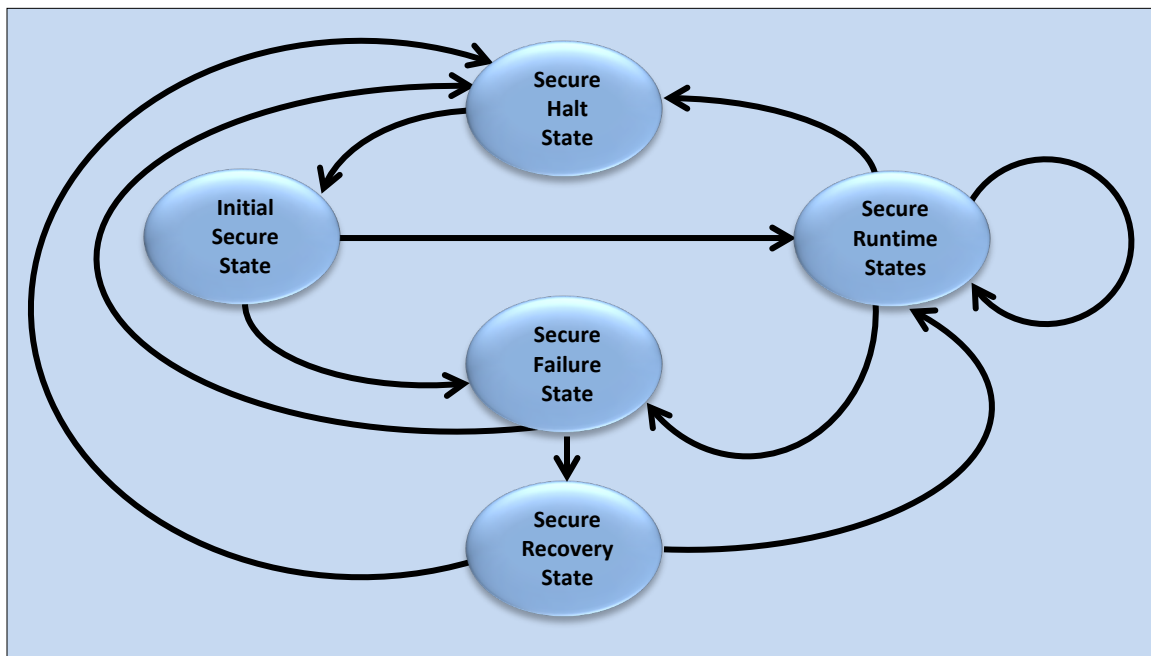 Secure
Halt
State
Initial
Secure
State
Secure
Runtime
States
Secure
Failure
State
Secure
Recovery
State